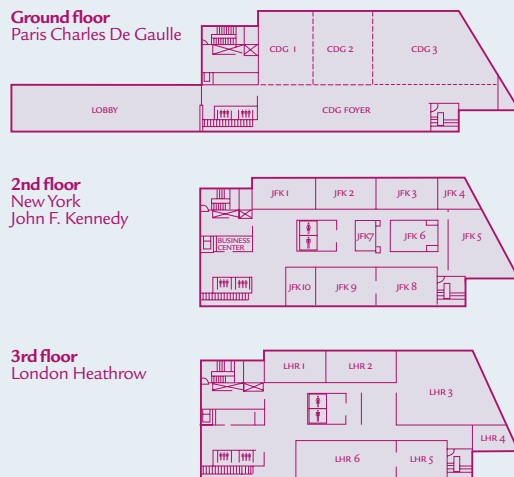 Ground floor
Paris Charles De Gaulle
CDG 1
CDG 2
CDG 3
LOBBY
CDG FOYER
2nd floor
New York
John F. Kennedy
JFK 1
JFK 2
JFK 3
JFK 4
BUSINESS
CENTER
JFK7
JFK 6
JFK 5
JFK 10
JFK 9
JFK 8
3rd floor
London Heathrow
LHR 1
LHR 2
LHR 3
LHR 4
LHR 6
LHR 5